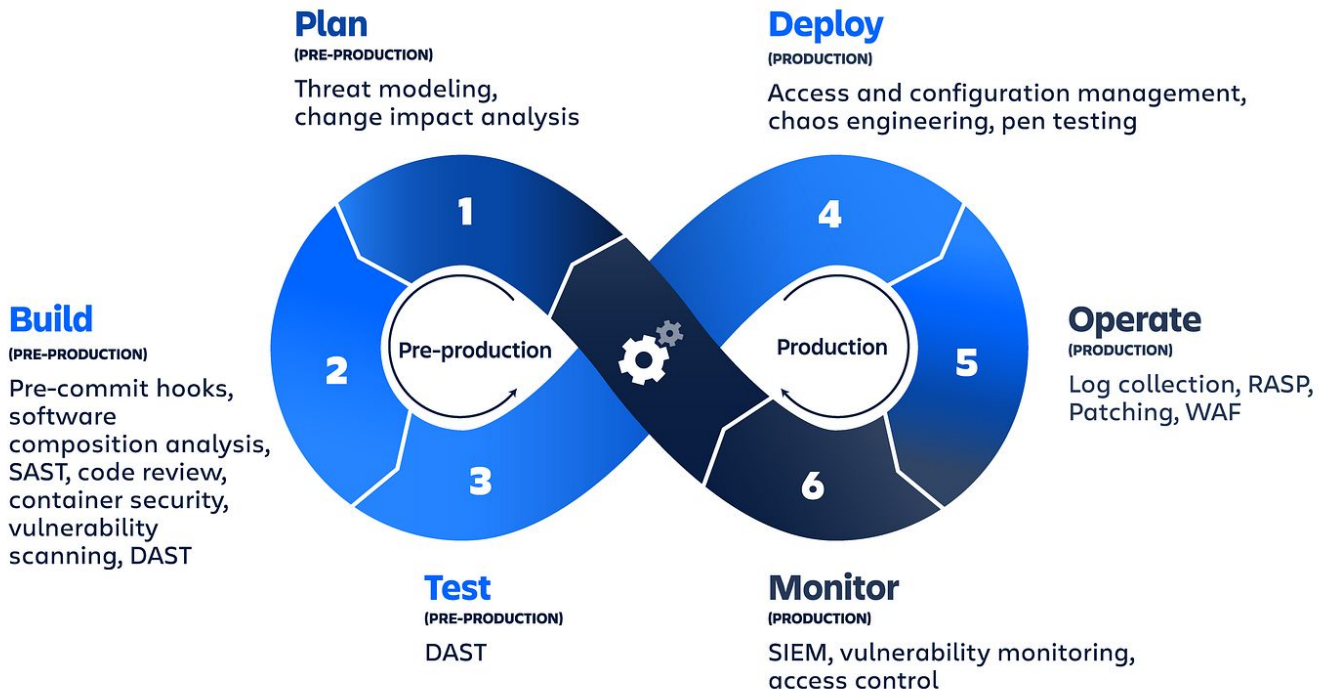 Plan
(PRE-PRODUCTION)
Threat modeling,
change impact analysis
Deploy
(PRODUCTION)
Access and configuration management,
chaos engineering, pen testing
1
4
Build
(PRE-PRODUCTION)
Pre-commit hooks,
software
composition analysis,
SAST, code review,
container security,
vulnerability
scanning, DAST
2
Pre-production
Production
5
Operate
(PRODUCTION)
Log collection, RASP,
Patching, WAF
3
6
Test
(PRE-PRODUCTION)
DAST
Monitor
(PRODUCTION)
SIEM, vulnerability monitoring,
access control